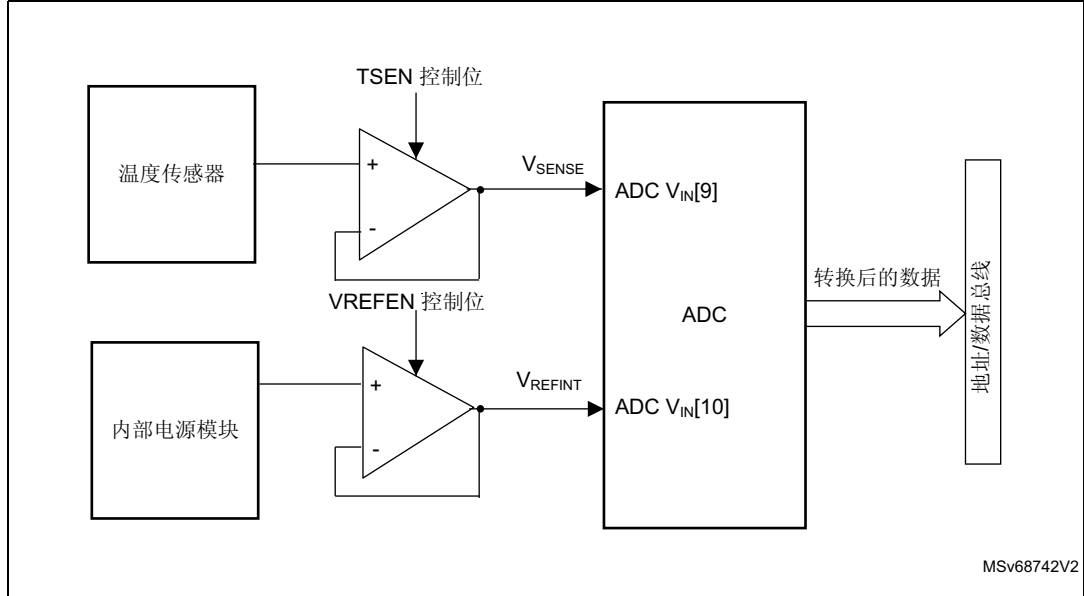 TSEN 控制位
温度传感器
+
-
VSENSE
ADC VIN[9]
转换后的数据
地址/数据总线
VREFEN 控制位
ADC
内部电源模块
+
-
VREFINT
ADC VIN[10]
MSv68742V2